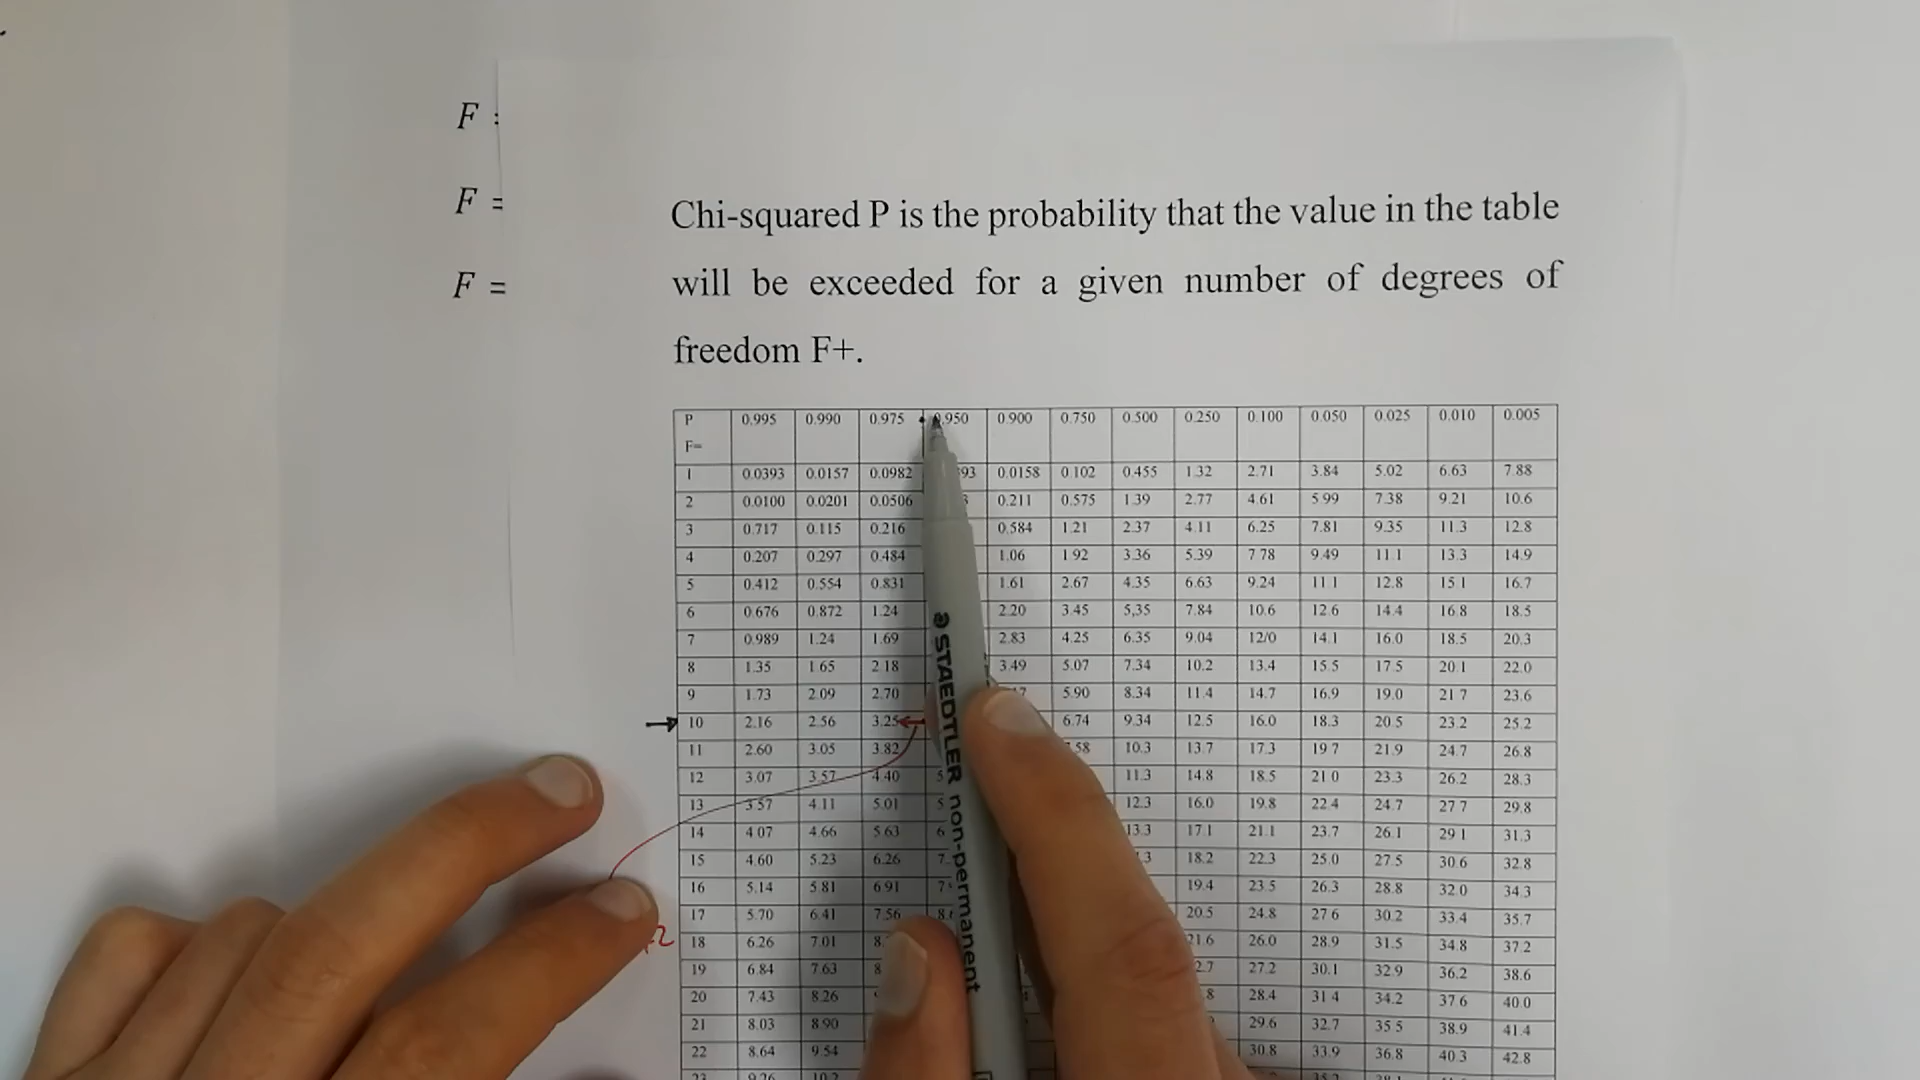 F :
F =
F =
Chi-squared P is the probability that the value in the table
will be exceeded for a given number of degrees of
freedom F+.
P 0.995 0.990 0.975 0.950 0.900 0.750 0.500 0.250 0.100 0.050 0.025 0.010 0.005
F=
1 0.0393 0.0157 0.0982 0.0158 0.102 0.455 1.32 2.71 3.84 5.02 6.63 7.88
2 0.0100 0.0201 0.0506 0.211 0.575 1.39 2.77 4.61 5.99 7.38 9.21 10.6
3 0.717 0.115 0.216 0.584 1.21 2.37 4.11 6.25 7.81 9.35 11.3 12.8
4 0.207 0.297 0.484 1.06 1.92 3.36 5.39 7.78 9.49 11.1 13.3 14.9
5 0.412 0.554 0.831 1.61 2.67 4.35 6.63 9.24 11.1 12.8 15.1 16.7
6 0.676 0.872 1.24 2.20 3.45 5,35 7.84 10.6 12.6 14.4 16.8 18.5
7 0.989 1.24 1.69 2.83 4.25 6.35 9.04 12/0 14.1 16.0 18.5 20.3
8 1.35 1.65 2.18 3.49 5.07 7.34 10.2 13.4 15.5 17.5 20.1 22.0
9 1.73 2.09 2.70 5.90 8.34 11.4 14.7 16.9 19.0 21.7 23.6
10 2.16 2.56 3.25 6.74 9.34 12.5 16.0 18.3 20.5 23.2 25.2
11 2.60 3.05 3.82 10.3 13.7 17.3 19.7 21.9 24.7 26.8
12 3.07 3.57 4.40 11.3 14.8 18.5 21.0 23.3 26.2 28.3
13 3.57 4.11 5.01 12.3 16.0 19.8 22.4 24.7 27.7 29.8
14 4.07 4.66 5.63 13.3 17.1 21.1 23.7 26.1 29.1 31.3
15 4.60 5.23 6.26 18.2 22.3 25.0 27.5 30.6 32.8
16 5.14 5.81 6.91 19.4 23.5 26.3 28.8 32.0 34.3
17 5.70 6.41 7.56 20.5 24.8 27.6 30.2 33.4 35.7
18 6.26 7.01 21.6 26.0 28.9 31.5 34.8 37.2
19 6.84 7.63 27.2 30.1 32.9 36.2 38.6
20 7.43 8.26 28.4 31.4 34.2 37.6 40.0
21 8.03 8.90 29.6 32.7 35.5 38.9 41.4
22 8.64 9.54 30.8 33.9 36.8 40.3 42.8
STAEDTLER non-permanent